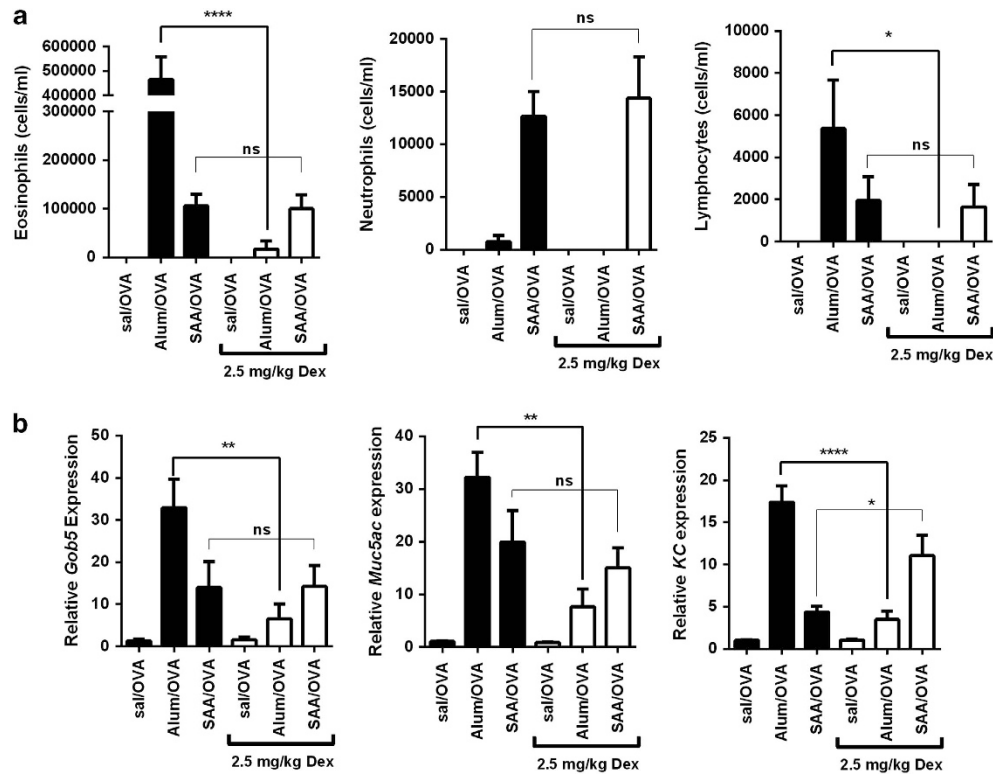 a
Eosinophils (cells/ml)
600000
500000
400000
300000
200000
100000
0
****
ns
sal/OVA
Alum/OVA
SAA/OVA
sal/OVA
Alum/OVA
SAA/OVA
2.5 mg/kg Dex
Neutrophils (cells/ml)
20000
15000
10000
5000
0
ns
sal/OVA
Alum/OVA
SAA/OVA
sal/OVA
Alum/OVA
SAA/OVA
2.5 mg/kg Dex
Lymphocytes (cells/ml)
10000
8000
6000
4000
2000
0
*
ns
sal/OVA
Alum/OVA
SAA/OVA
sal/OVA
Alum/OVA
SAA/OVA
2.5 mg/kg Dex
b
Relative Gob5 Expression
50
40
30
20
10
0
**
ns
sal/OVA
Alum/OVA
SAA/OVA
sal/OVA
Alum/OVA
SAA/OVA
2.5 mg/kg Dex
Relative Muc5ac expression
40
30
20
10
0
**
ns
sal/OVA
Alum/OVA
SAA/OVA
sal/OVA
Alum/OVA
SAA/OVA
2.5 mg/kg Dex
Relative KC expression
25
20
15
10
5
0
****
*
sal/OVA
Alum/OVA
SAA/OVA
sal/OVA
Alum/OVA
SAA/OVA
2.5 mg/kg Dex